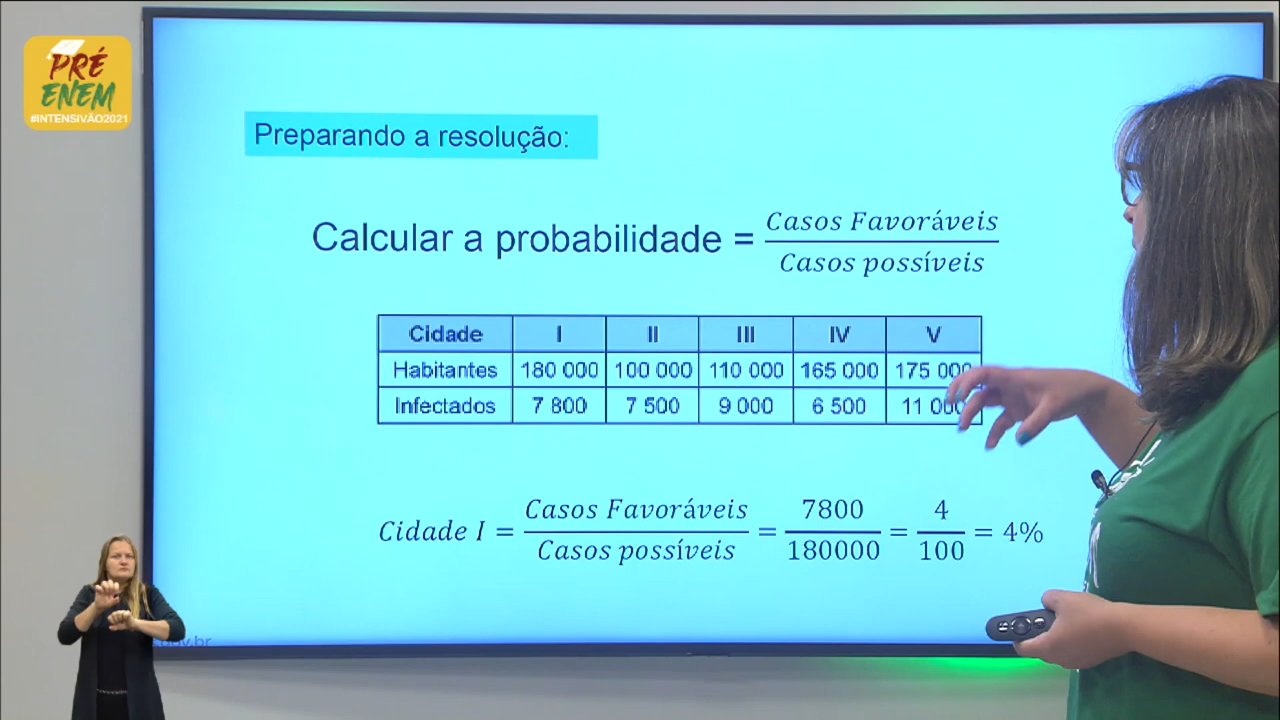 PRÉ
ENEM
#INTENSIVÃO2021
Preparando a resolução:
Calcular a probabilidade = Casos Favoráveis / Casos possíveis
Cidade I II III IV V
Habitantes 180 000 100 000 110 000 165 000 175 000
Infectados 7 800 7 500 9 000 6 500 11 000
Cidade I = Casos Favoráveis / Casos possíveis = 7800 / 180000 = 4 / 100 = 4%